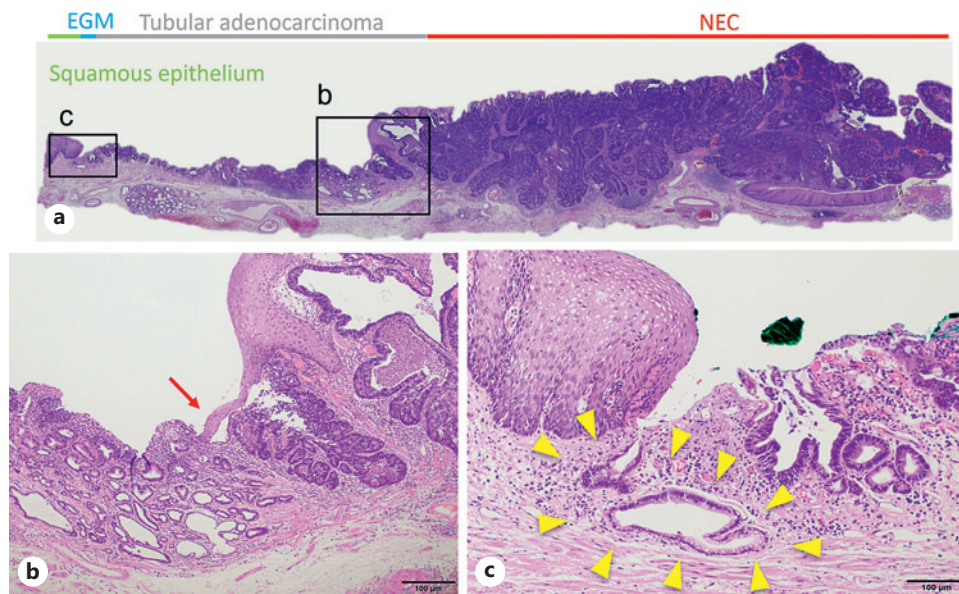 EGM Tubular adenocarcinoma NEC
Squamous epithelium
b
c
a
b
100 μm
c
100 μm